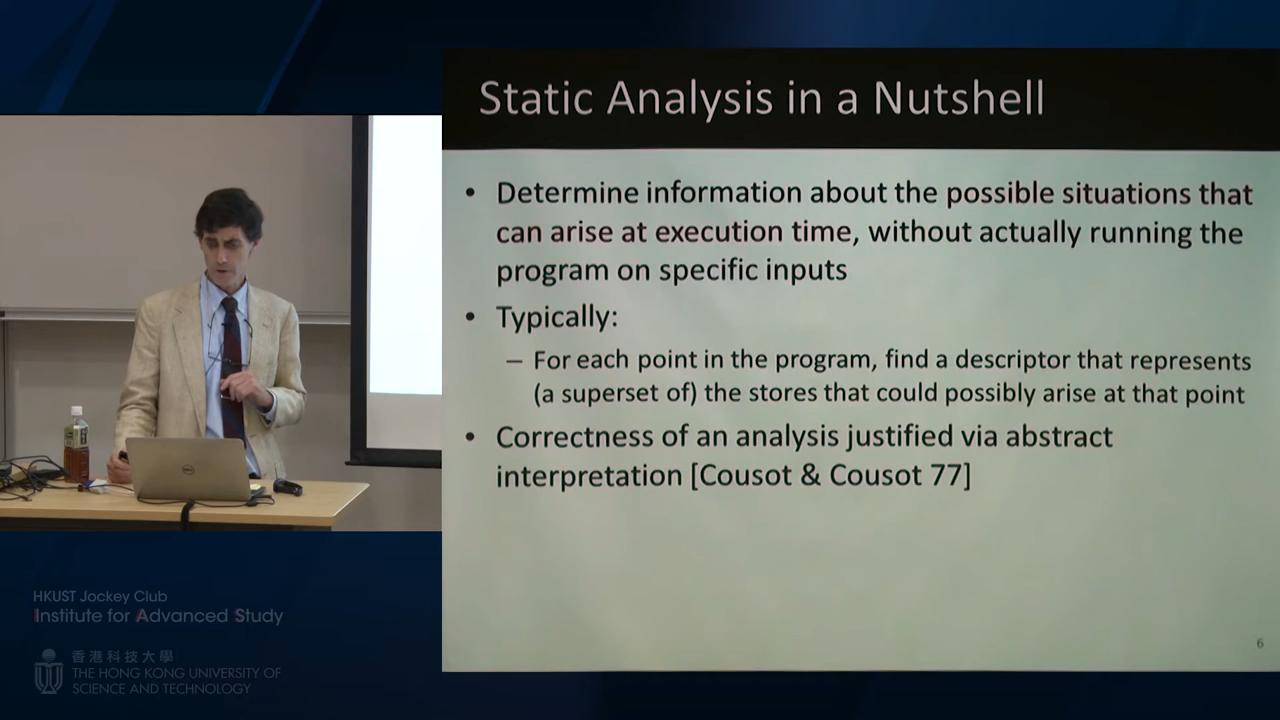 Static Analysis in a Nutshell
• Determine information about the possible situations that
can arise at execution time, without actually running the
program on specific inputs
• Typically:
– For each point in the program, find a descriptor that represents
(a superset of) the stores that could possibly arise at that point
• Correctness of an analysis justified via abstract
interpretation [Cousot & Cousot 77]
6
DELL
HKUST Jockey Club
Institute for Advanced Study
香港科技大學
THE HONG KONG UNIVERSITY OF
SCIENCE AND TECHNOLOGY